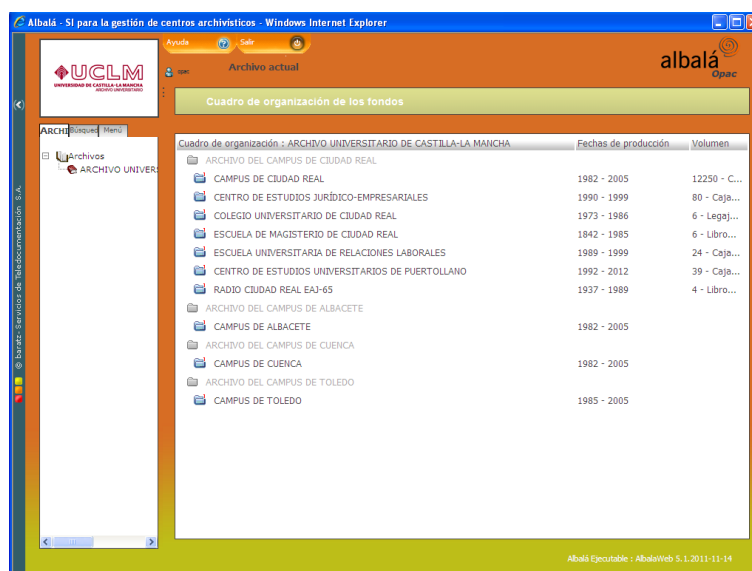 Albalá - SI para la gestión de centros archivísticos - Windows Internet Explorer
Ayuda Salir
opac Archivo actual
albalá
Opac
UCLM
UNIVERSIDAD DE CASTILLA-LA MANCHA
ARCHIVO UNIVERSITARIO
Cuadro de organización de los fondos
ARCHI Búsqued Menú
Archivos
ARCHIVO UNIVER
Cuadro de organización : ARCHIVO UNIVERSITARIO DE CASTILLA-LA MANCHA Fechas de producción Volumen
ARCHIVO DEL CAMPUS DE CIUDAD REAL
CAMPUS DE CIUDAD REAL 1982 - 2005 12250 - C...
CENTRO DE ESTUDIOS JURÍDICO-EMPRESARIALES 1990 - 1999 80 - Caja...
COLEGIO UNIVERSITARIO DE CIUDAD REAL 1973 - 1986 6 - Legaj...
ESCUELA DE MAGISTERIO DE CIUDAD REAL 1842 - 1985 6 - Libro...
ESCUELA UNIVERSITARIA DE RELACIONES LABORALES 1989 - 1999 24 - Caja...
CENTRO DE ESTUDIOS UNIVERSITARIOS DE PUERTOLLANO 1992 - 2012 39 - Caja...
RADIO CIUDAD REAL EAJ-65 1937 - 1989 4 - Libro...
ARCHIVO DEL CAMPUS DE ALBACETE
CAMPUS DE ALBACETE 1982 - 2005
ARCHIVO DEL CAMPUS DE CUENCA
CAMPUS DE CUENCA 1982 - 2005
ARCHIVO DEL CAMPUS DE TOLEDO
CAMPUS DE TOLEDO 1985 - 2005
© baratz - Servicios de Teledocumentación S.A.
Albalá Ejecutable : AlbalaWeb 5.1.2011-11-14